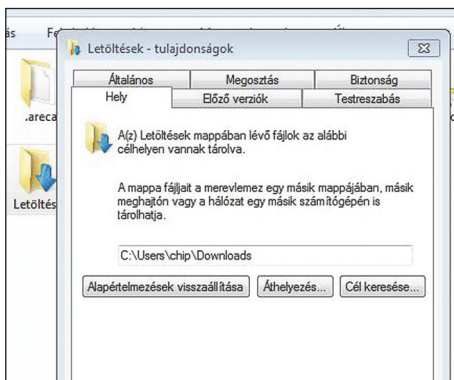 Letöltések - tulajdonságok
Általános Megosztás Biztonság
Hely Előző verziók Testreszabás
.areca
Letöltés
A(z) Letöltések mappában lévő fájlok az alábbi
célhelyen vannak tárolva.
A mappa fájljait a merevlemez egy másik mappájában, másik
meghajtón vagy a hálózat egy másik számítógépén is
tárolhatja.
C:\Users\chip\Downloads
Alapértelmezések visszaállítása Áthelyezés... Cél keresése...